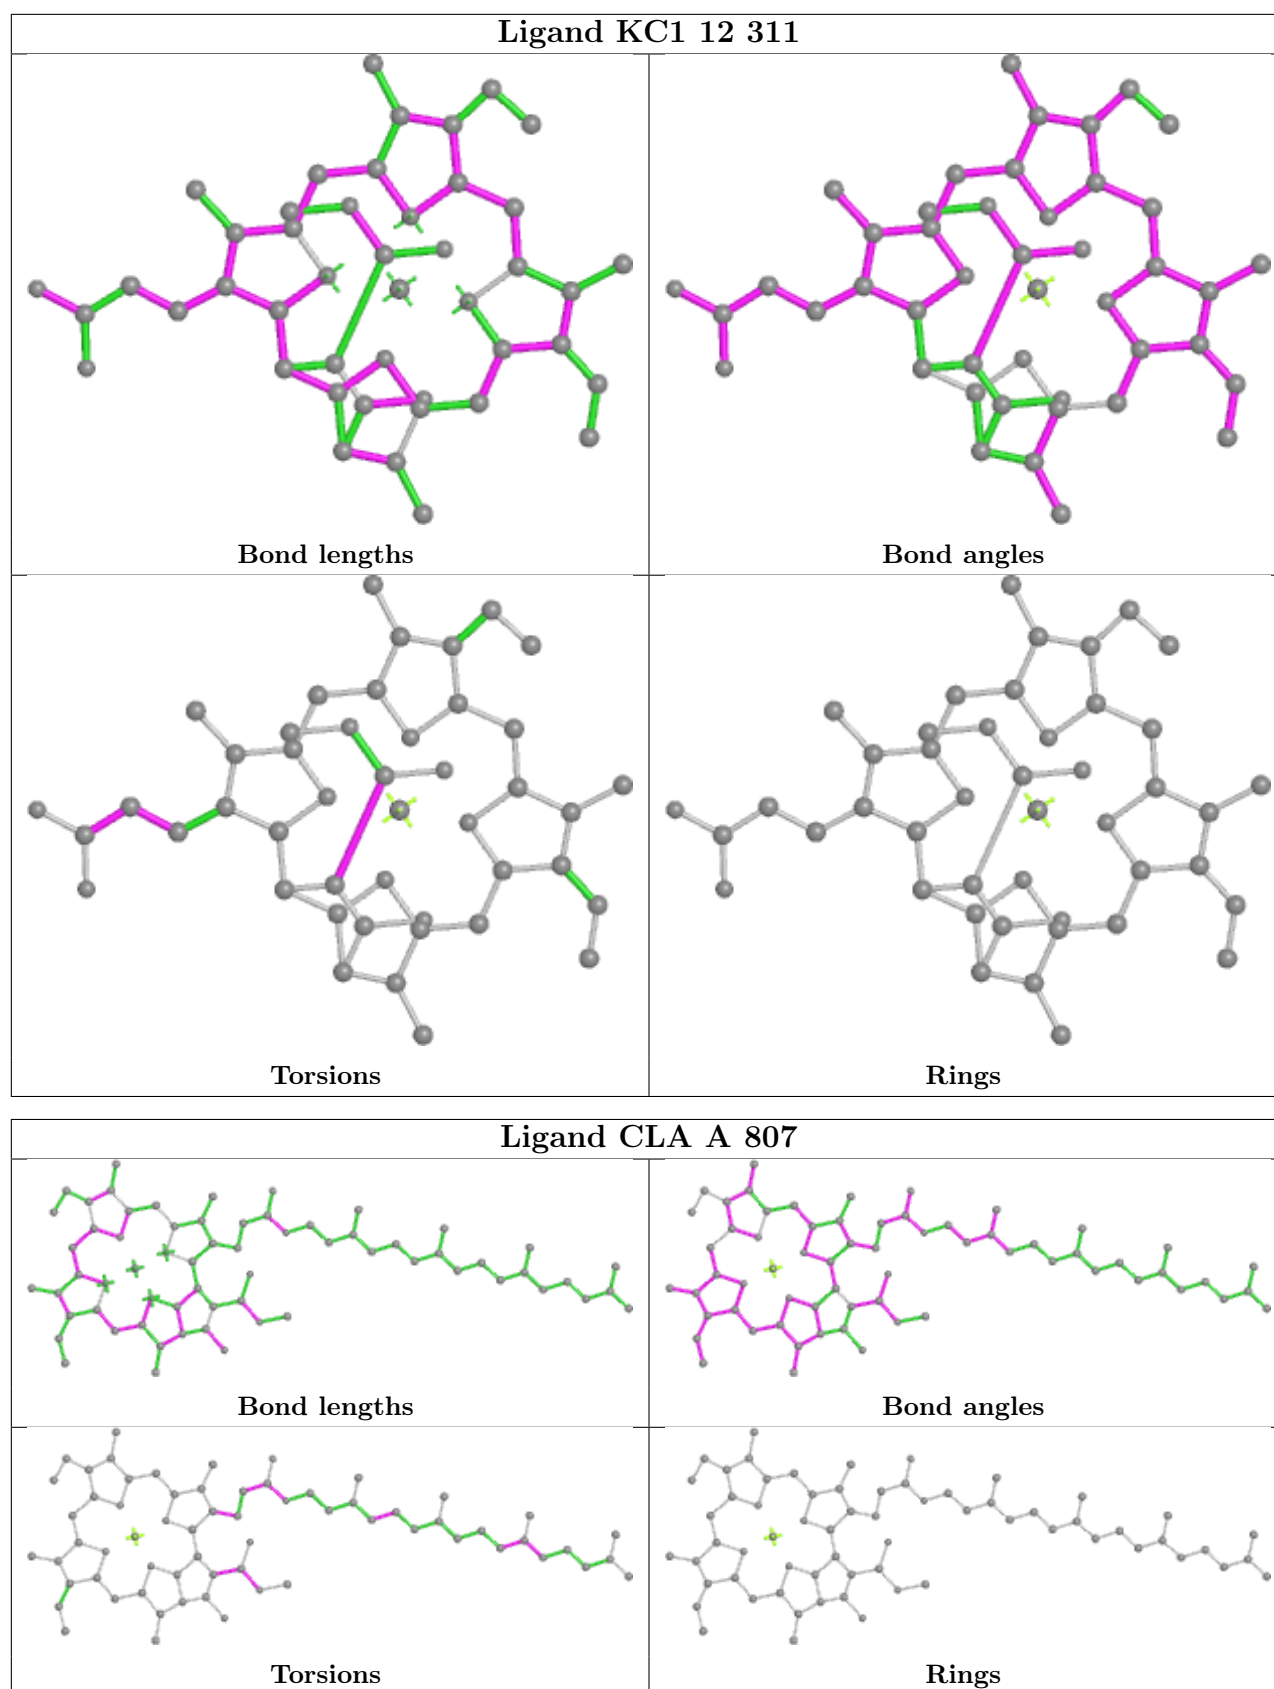 Ligand KC1 12 311
Bond lengths
Bond angles
Torsions
Rings
Ligand CLA A 807
Bond lengths
Bond angles
Torsions
Rings